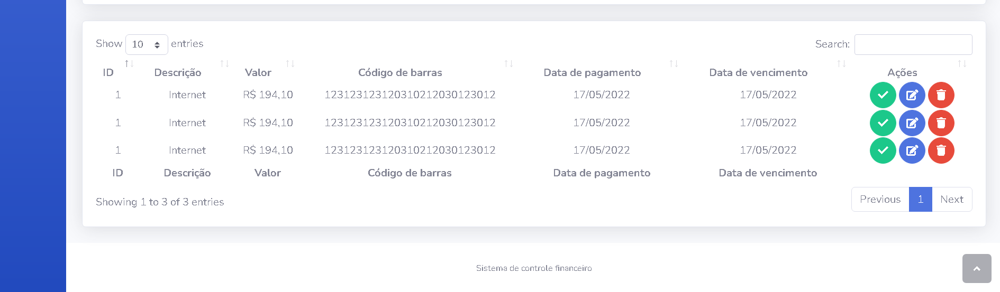 Show 10 entries Search:
ID Descrição Valor Código de barras Data de pagamento Data de vencimento Ações
1 Internet R$ 194,10 1231231231203102120301​23012 17/05/2022 17/05/2022
1 Internet R$ 194,10 123123123120310212030123012 17/05/2022 17/05/2022
1 Internet R$ 194,10 123123123120310212030123012 17/05/2022 17/05/2022
ID Descrição Valor Código de barras Data de pagamento Data de vencimento
Showing 1 to 3 of 3 entries Previous 1 Next
Sistema de controle financeiro